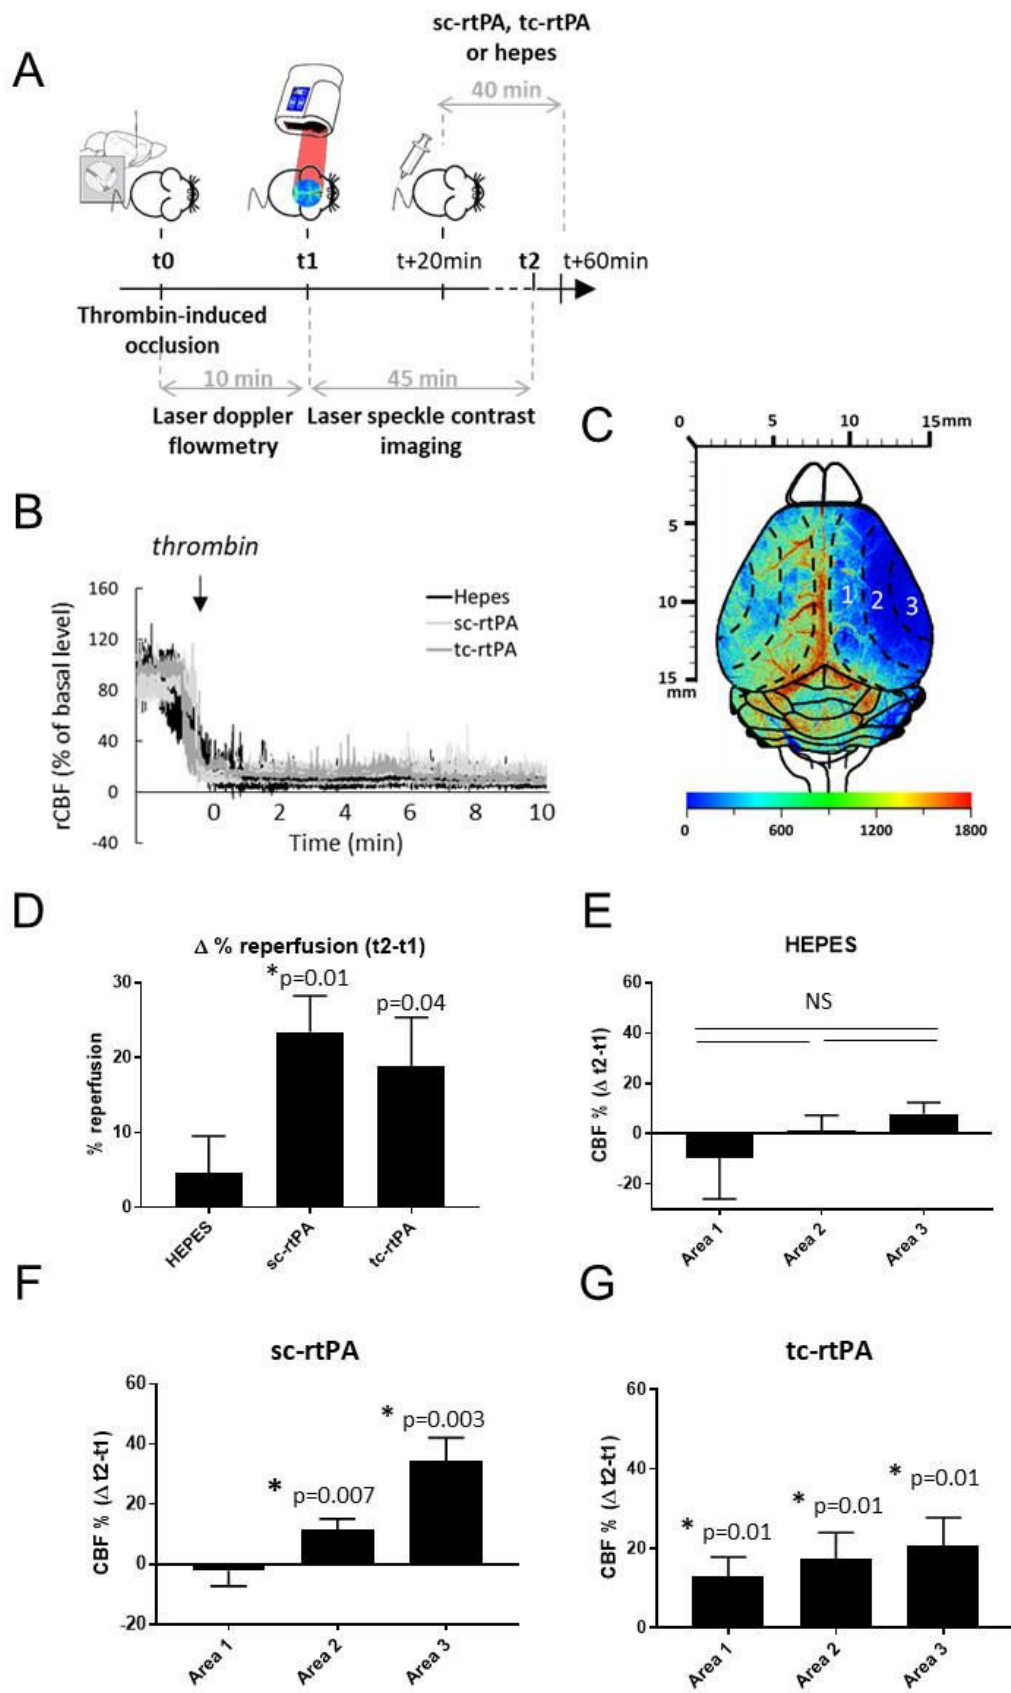 A
sc-rtPA, tc-rtPA
or hepes
40 min
t0
t1
t+20min
t2
t+60min
Thrombin-induced
occlusion
10 min
45 min
Laser doppler
flowmetry
Laser speckle contrast
imaging
B
thrombin
rCBF (% of basal level)
160
120
80
40
0
-40
Hepes
sc-rtPA
tc-rtPA
0 2 4 6 8 10
Time (min)
C
0 5 10 15 mm
5
10
15
mm
1 2 3
0 600 1200 1800
D
Δ % reperfusion (t2-t1)
% reperfusion
30
20
10
0
*p=0.01
p=0.04
HEPES
sc-rtPA
tc-rtPA
E
HEPES
CBF % (Δ t2-t1)
60
40
20
0
-20
NS
Area 1
Area 2
Area 3
F
sc-rtPA
CBF % (Δ t2-t1)
60
40
20
0
-20
* p=0.007
* p=0.003
Area 1
Area 2
Area 3
G
tc-rtPA
CBF % (Δ t2-t1)
60
40
20
0
* p=0.01
* p=0.01
* p=0.01
Area 1
Area 2
Area 3